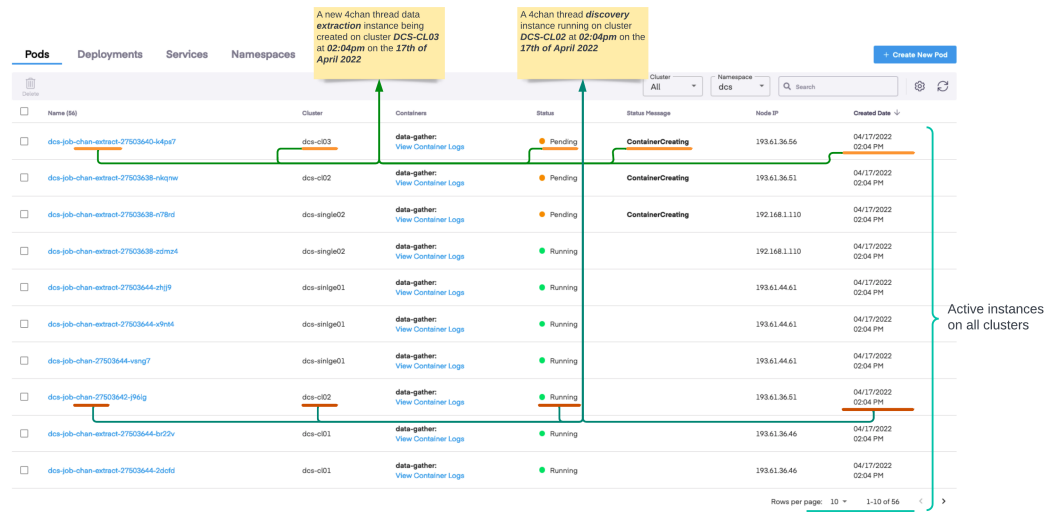 A new 4chan thread data
extraction instance being
created on cluster DCS-CL03
at 02:04pm on the 17th of
April 2022
A 4chan thread discovery
instance running on cluster
DCS-CL02 at 02:04pm on the
17th of April 2022
Pods Deployments Services Namespaces
+ Create New Pod
Delete
Cluster
All
Namespace
dcs
Search
Name (56) Cluster Containers Status Status Message Node IP Created Date
dcs-job-chan-extract-27503640-k4ps7 dcs-cl03 data-gather: Pending ContainerCreating 193.61.36.56 04/17/2022
View Container Logs 02:04 PM
dcs-job-chan-extract-27503638-nkqnw dcs-cl02 data-gather: Pending ContainerCreating 193.61.36.51 04/17/2022
View Container Logs 02:04 PM
dcs-job-chan-extract-27503638-n78rd dcs-single02 data-gather: Pending ContainerCreating 192.168.1.110 04/17/2022
View Container Logs 02:04 PM
dcs-job-chan-extract-27503638-zdmz4 dcs-single02 data-gather: Running 192.168.1.110 04/17/2022
View Container Logs 02:04 PM
dcs-job-chan-extract-27503644-zhjj9 dcs-sinlge01 data-gather: Running 193.61.44.61 04/17/2022
View Container Logs 02:04 PM
dcs-job-chan-extract-27503644-x9nt4 dcs-sinlge01 data-gather: Running 193.61.44.61 04/17/2022
View Container Logs 02:04 PM
dcs-job-chan-27503644-vsng7 dcs-sinlge01 data-gather: Running 193.61.44.61 04/17/2022
View Container Logs 02:04 PM
dcs-job-chan-27503642-j96lg dcs-cl02 data-gather: Running 193.61.36.51 04/17/2022
View Container Logs 02:04 PM
dcs-job-chan-extract-27503644-br22v dcs-cl01 data-gather: Running 193.61.36.46 04/17/2022
View Container Logs 02:04 PM
dcs-job-chan-extract-27503644-2dcfd dcs-cl01 data-gather: Running 193.61.36.46 04/17/2022
View Container Logs 02:04 PM
Active instances
on all clusters
Rows per page: 10 1-10 of 56